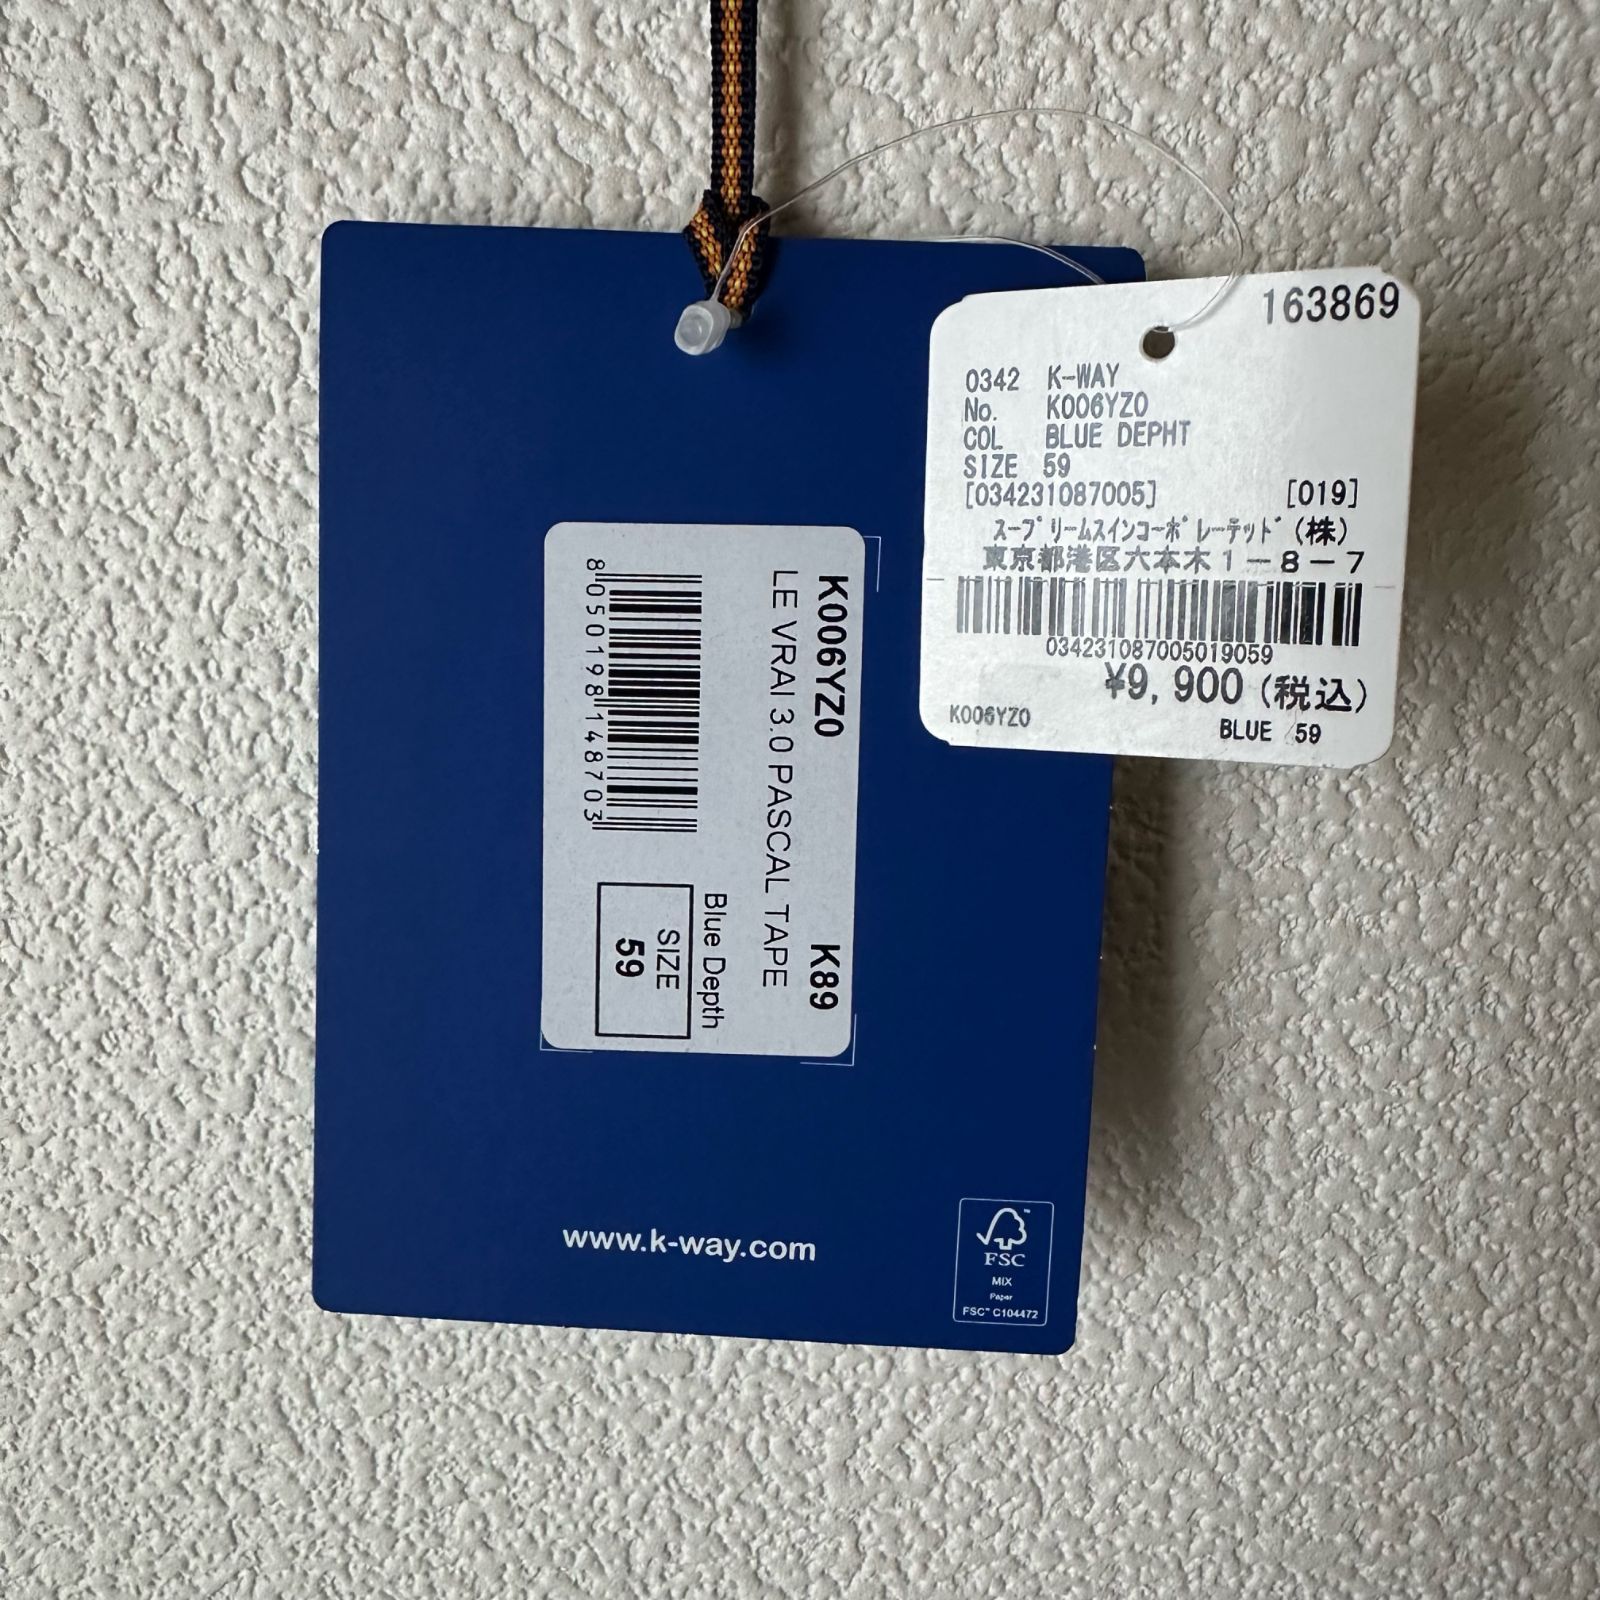 163869
0342 K-WAY
No. K006YZ0
COL BLUE DEPHT
SIZE 59
[034231087005] [019]
ｽｰﾌﾟﾘｰﾑｽｲﾝｺｰﾎﾟﾚｰﾃｯﾄﾞ(株)
東京都港区六本木1-8-7
034231087005019059
¥9,900(税込)
K006YZ0
BLUE 59
K006YZ0 K89
LE VRAI 3.0 PASCAL TAPE
8050198148703
Blue Depth
SIZE
59
www.k-way.com
FSC
MIX
Paper
FSC™ C104472